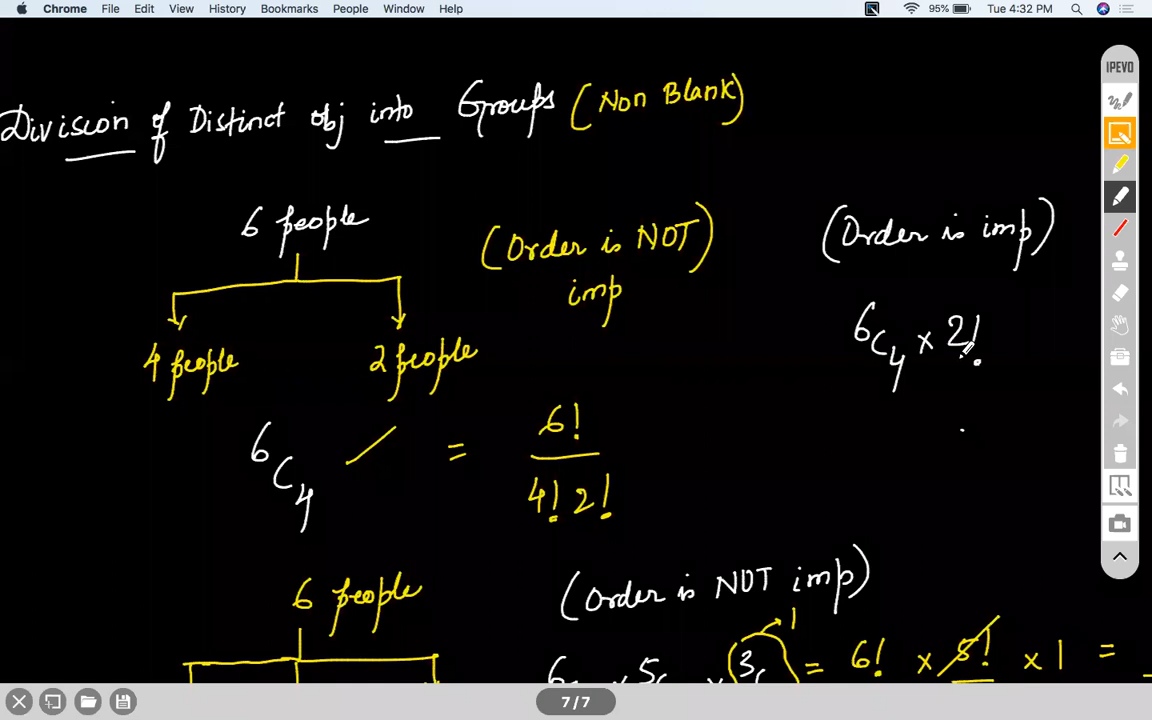 Chrome File Edit View History Bookmarks People Window Help 95% Tue 4:32 PM
IPEVO
Division of Distinct obj into Groups (Non Blank)
6 people (Order is NOT imp) (Order is imp)
4 people 2 people 6C4 x 2!
6C4 = 6! / 4! 2!
6 people (Order is NOT imp)
1
= 6! x 5! x 1 =
7/7